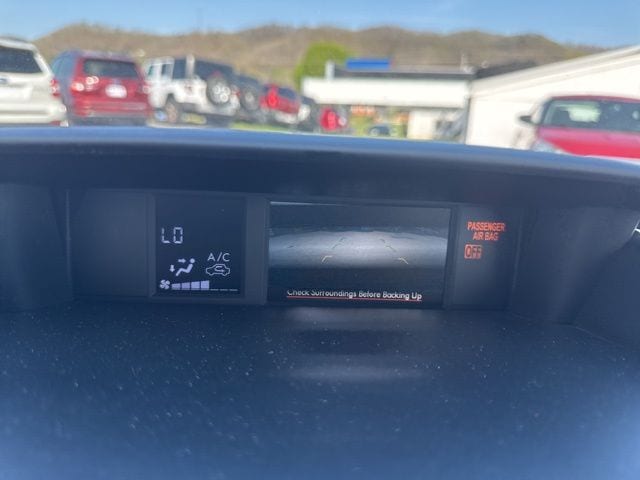 LO
A/C
Check Surroundings Before Backing Up
PASSENGER
AIR BAG
OFF